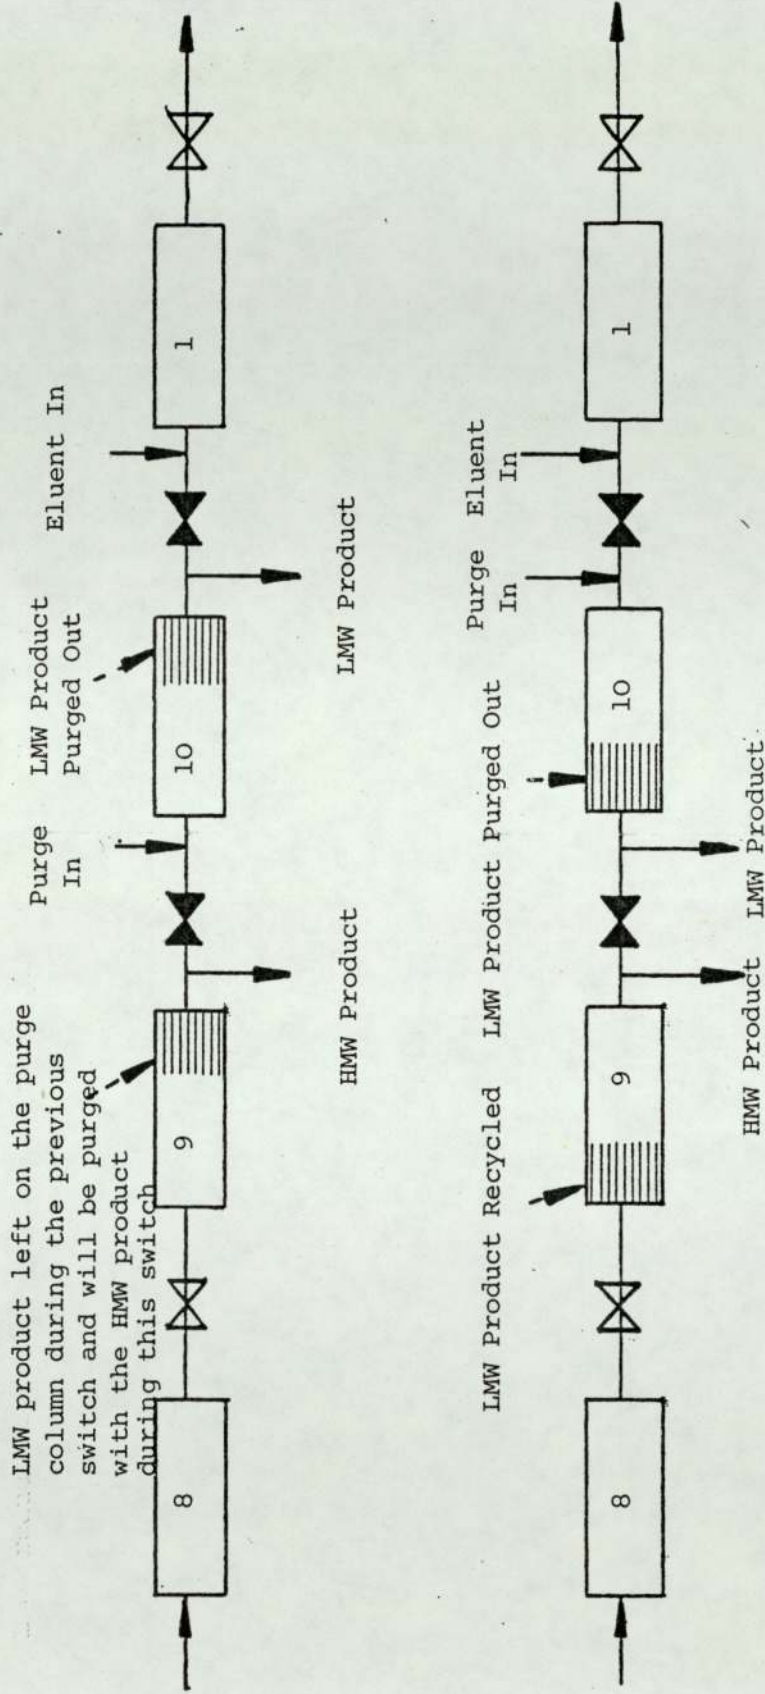 LMW product left on the purge
column during the previous
switch and will be purged
with the HMW product
during this switch
Purge
In
LMW Product
Purged Out
Eluent In
8
9
10
1
HMW Product
LMW Product
LMW Product Recycled
LMW Product Purged Out
Purge
In
Eluent
In
8
9
10
1
HMW Product
LMW Product